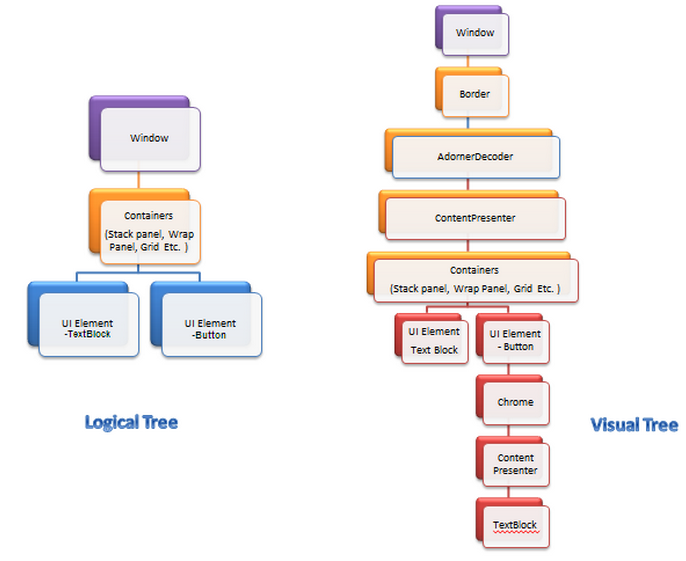 Window
Containers
(Stack panel, Wrap
Panel, Grid Etc. )
UI Element
-TextBlock
UI Element
-Button
Logical Tree
Window
Border
AdornerDecoder
ContentPresenter
Containers
(Stack panel, Wrap Panel, Grid Etc. )
UI Element
Text Block
UI Element
- Button
Chrome
Content
Presenter
TextBlock
Visual Tree